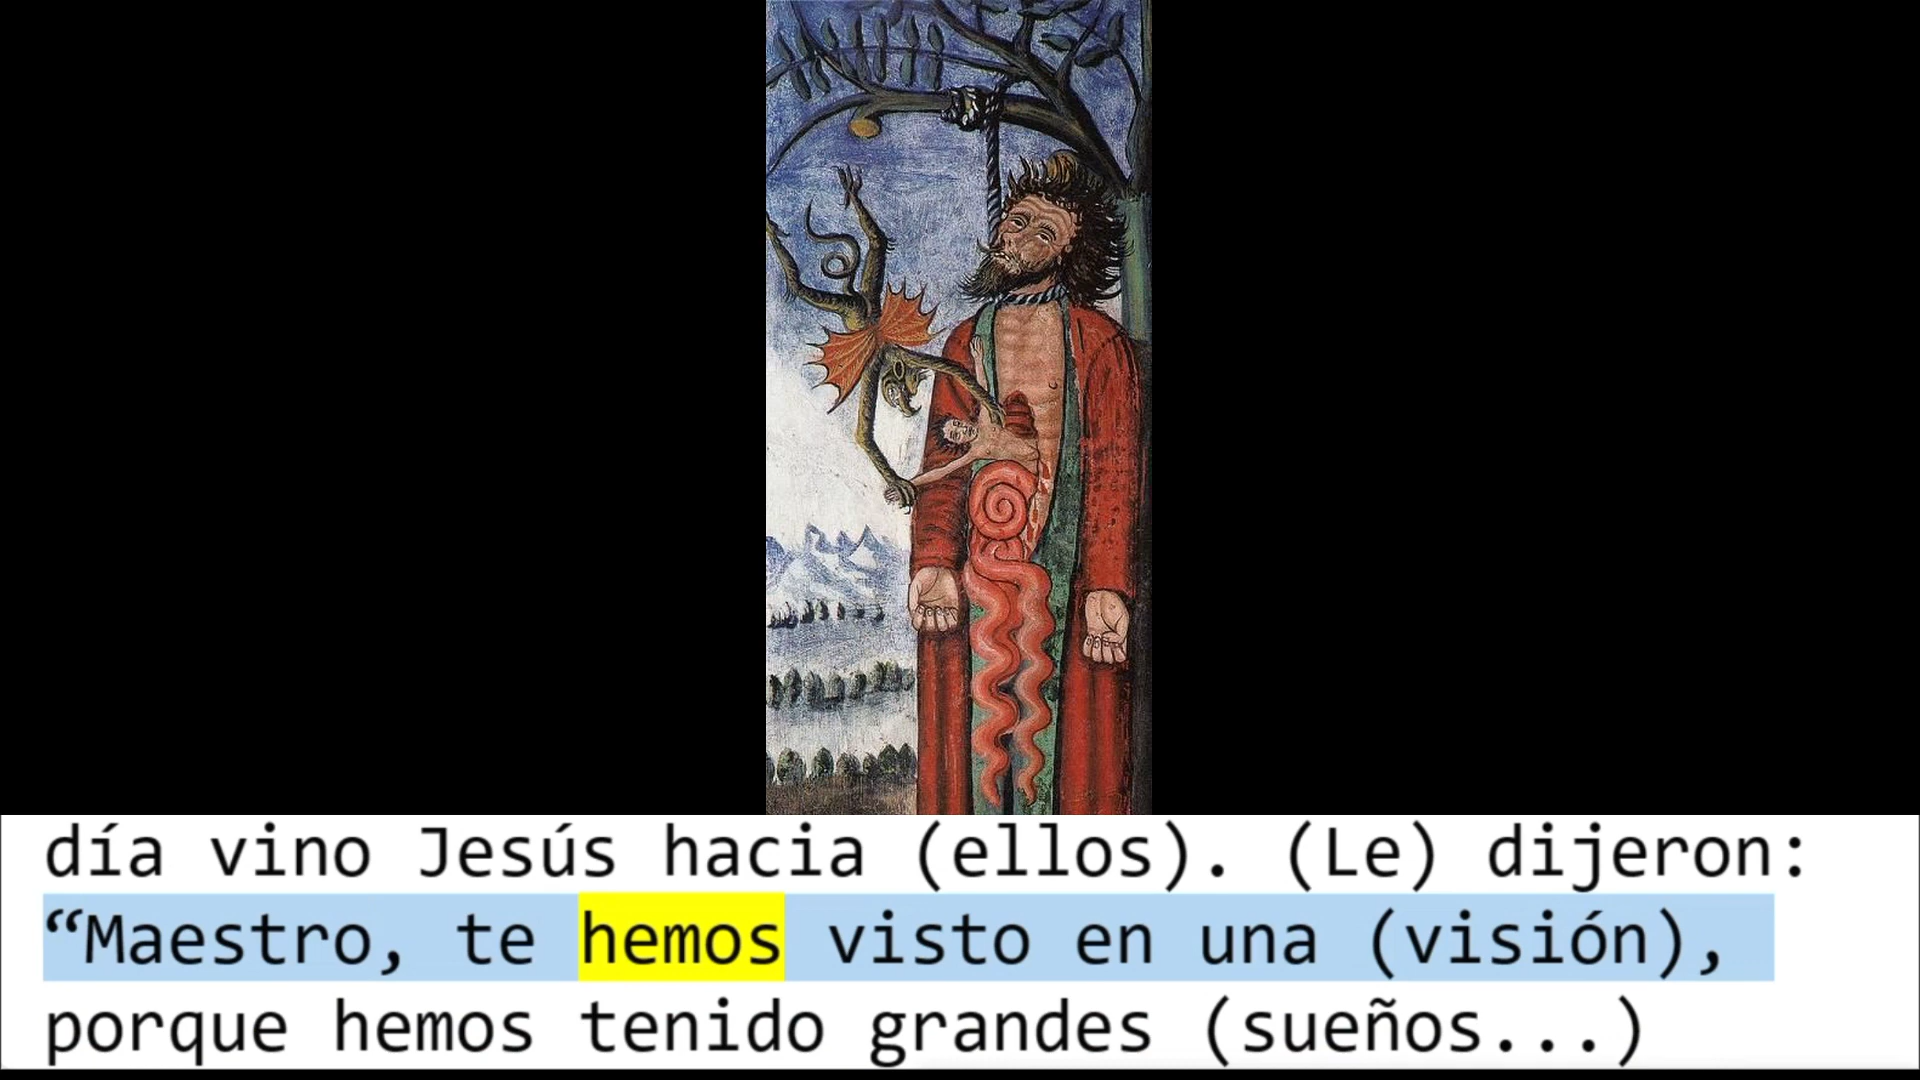 día vino Jesús hacia (ellos). (Le) dijeron:
“Maestro, te hemos visto en una (visión),
porque hemos tenido grandes (sueños...)